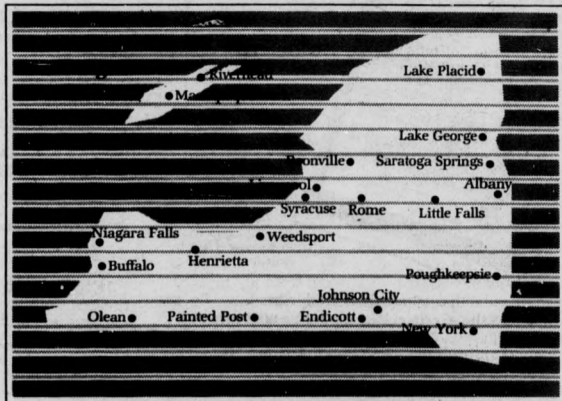 Riverhead
Lake Placid
Lake George
Boonville
Saratoga Springs
Albany
Syracuse
Rome
Little Falls
Niagara Falls
Weedsport
Henrietta
Buffalo
Poughkeepsie
Johnson City
Olean
Painted Post
Endicott
New York